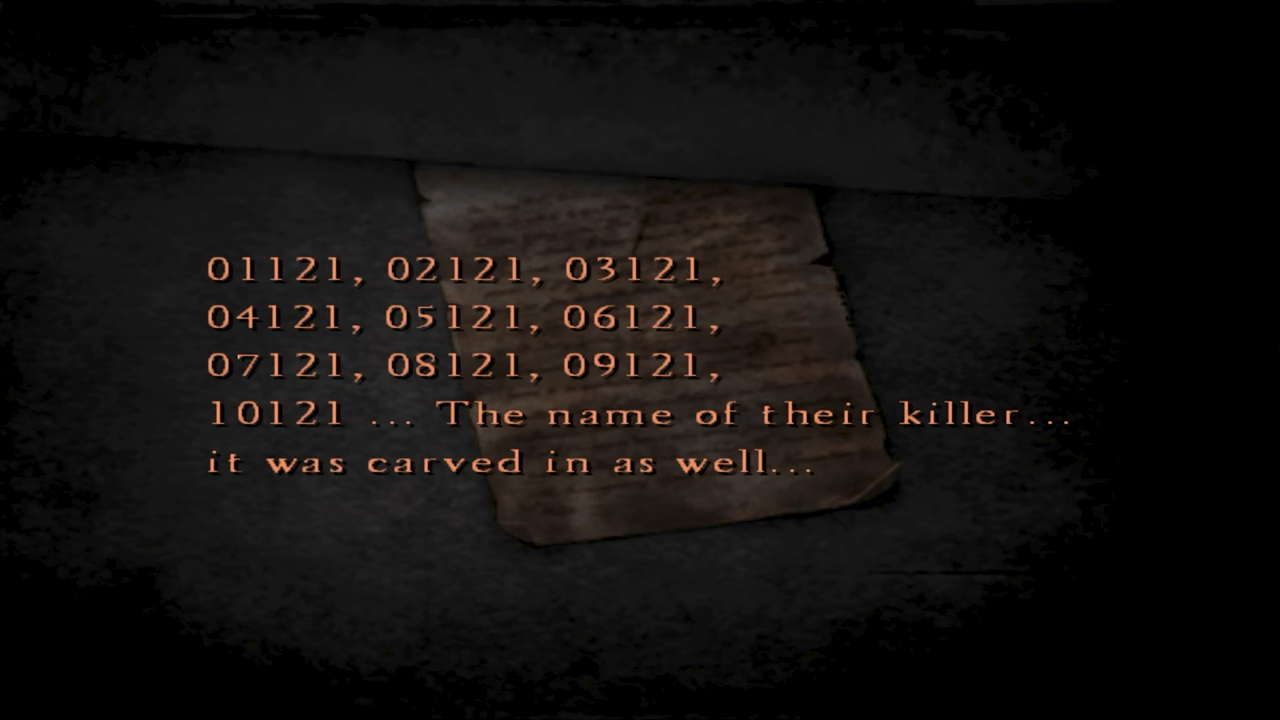 01121, 02121, 03121,
04121, 05121, 06121,
07121, 08121, 09121,
10121 ... The name of their killer...
it was carved in as well...